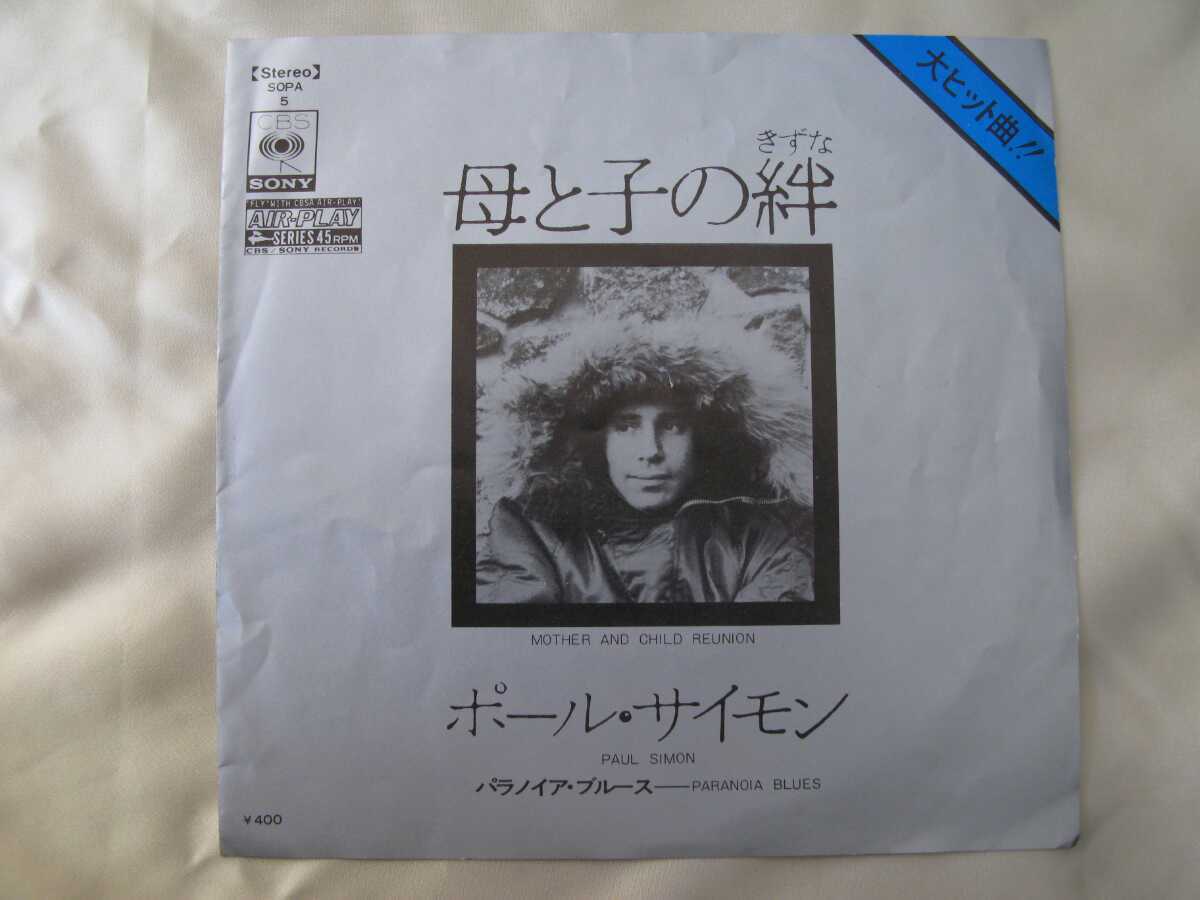 【Stereo】
SOPA
5
CBS
SONY
"FLY" WITH CBSA AIR-PLAY!
AIR-PLAY
SERIES 45 RPM
CBS/SONY RECORDS
大ヒット曲!!
きずな
母と子の絆
MOTHER AND CHILD REUNION
ポール・サイモン
PAUL SIMON
パラノイア・ブルース——PARANOIA BLUES
¥400